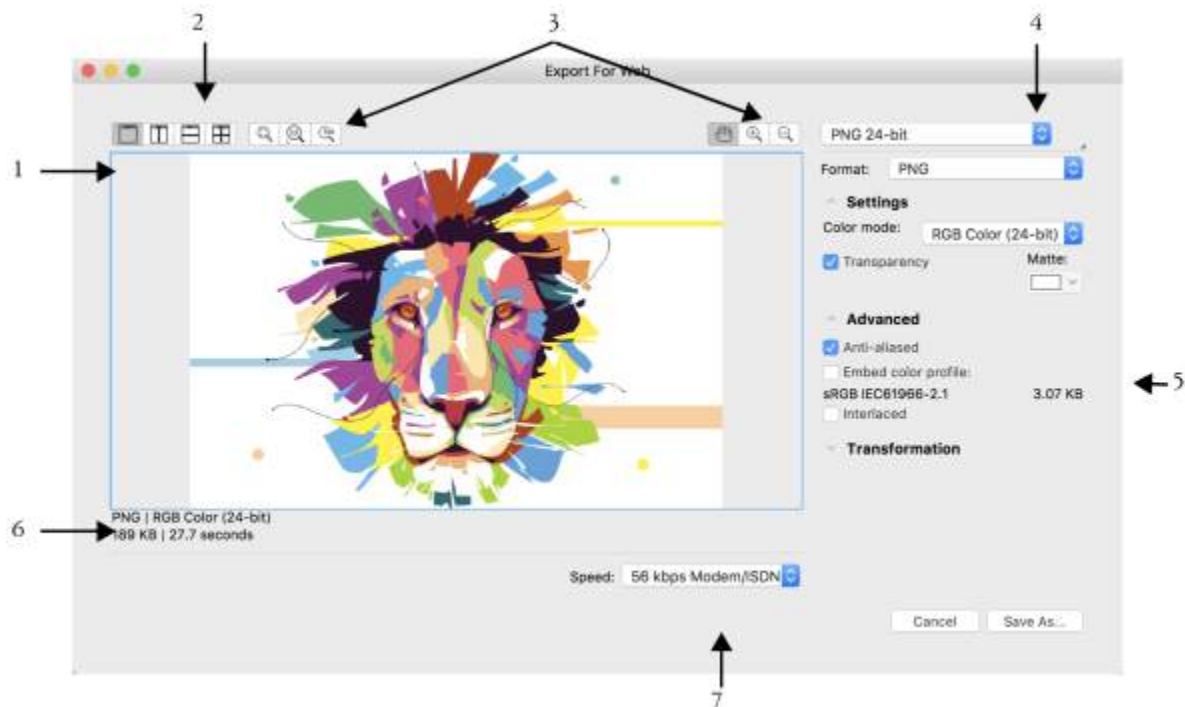 2
3
4
Export For Web
PNG 24-bit
1
Format: PNG
Settings
Color mode: RGB Color (24-bit)
Transparency
Matte:
Advanced
Anti-aliased
Embed color profile:
5
sRGB IEC61966-2.1 3.07 KB
Interlaced
Transformation
PNG | RGB Color (24-bit)
6
189 KB | 27.7 seconds
Speed: 56 kbps Modem/ISDN
Cancel
Save As...
7